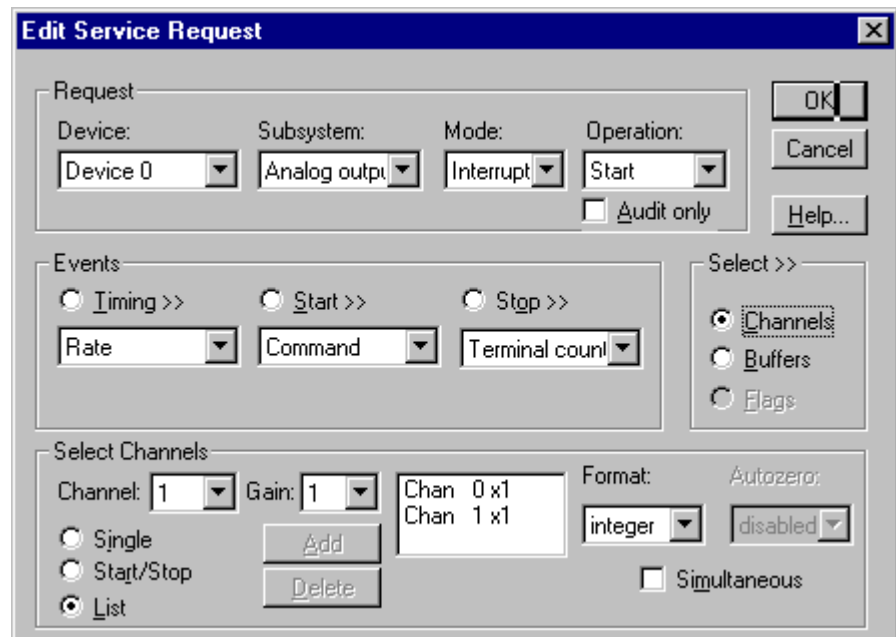 Edit Service Request
Request
OK
Device: Subsystem: Mode: Operation:
Device 0 Analog outpu Interrupt Start
Cancel
Audit only
Help...
Events
Select >>
Timing >> Start >> Stop >>
Channels
Rate Command Terminal count
Buffers
Flags
Select Channels
Channel: 1 Gain: 1
Chan 0 x1
Chan 1 x1
Format: Autozero:
integer disabled
Single
Start/Stop
List
Add
Delete
Simultaneous